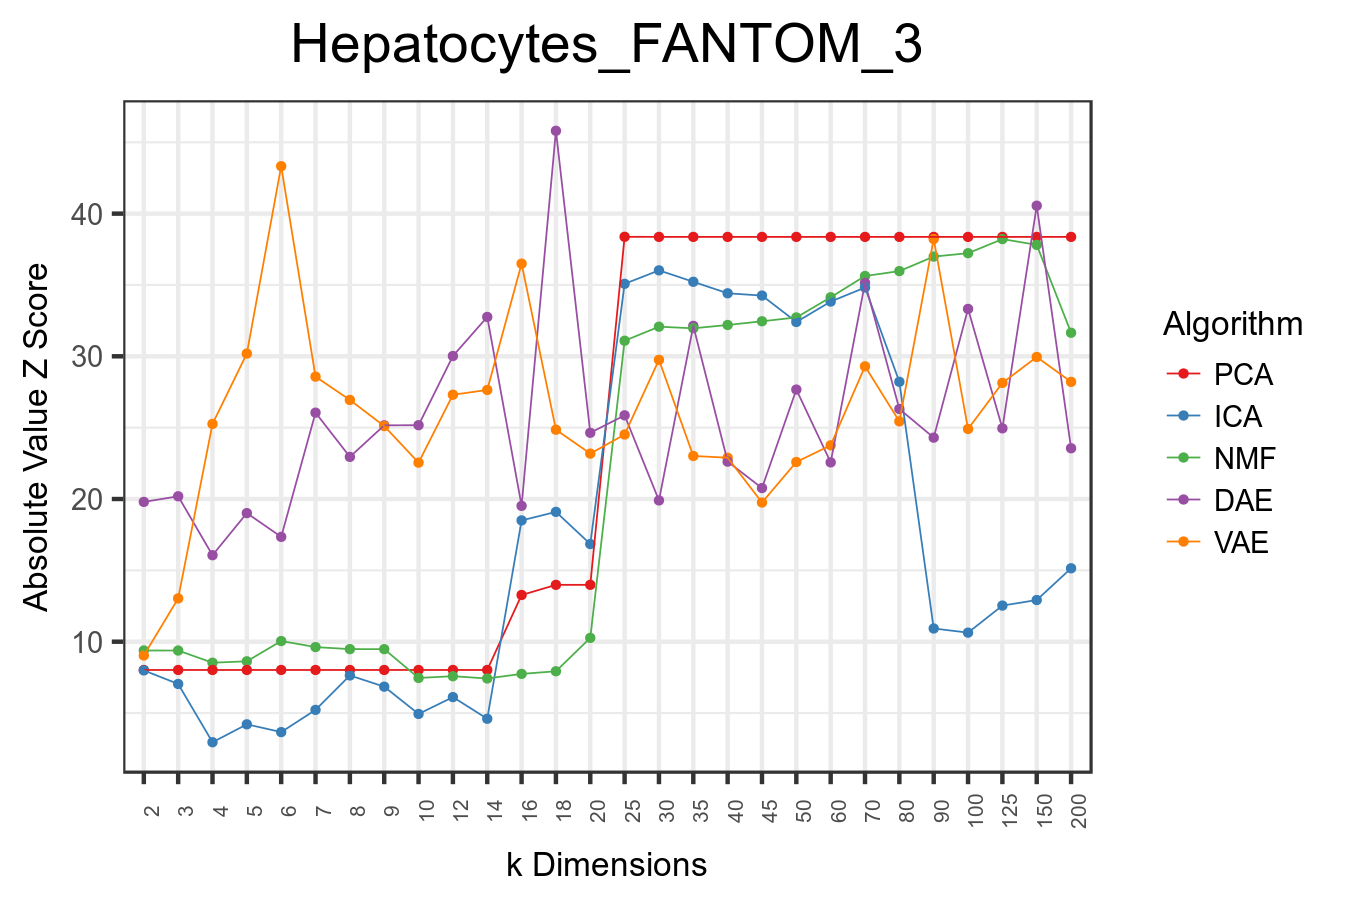 Hepatocytes_FANTOM_3
Absolute Value Z Score
40
30
20
10
2 3 4 5 6 7 8 9 10 12 14 16 18 20 25 30 35 40 45 50 60 70 80 90 100 125 150 200
k Dimensions
Algorithm
PCA
ICA
NMF
DAE
VAE